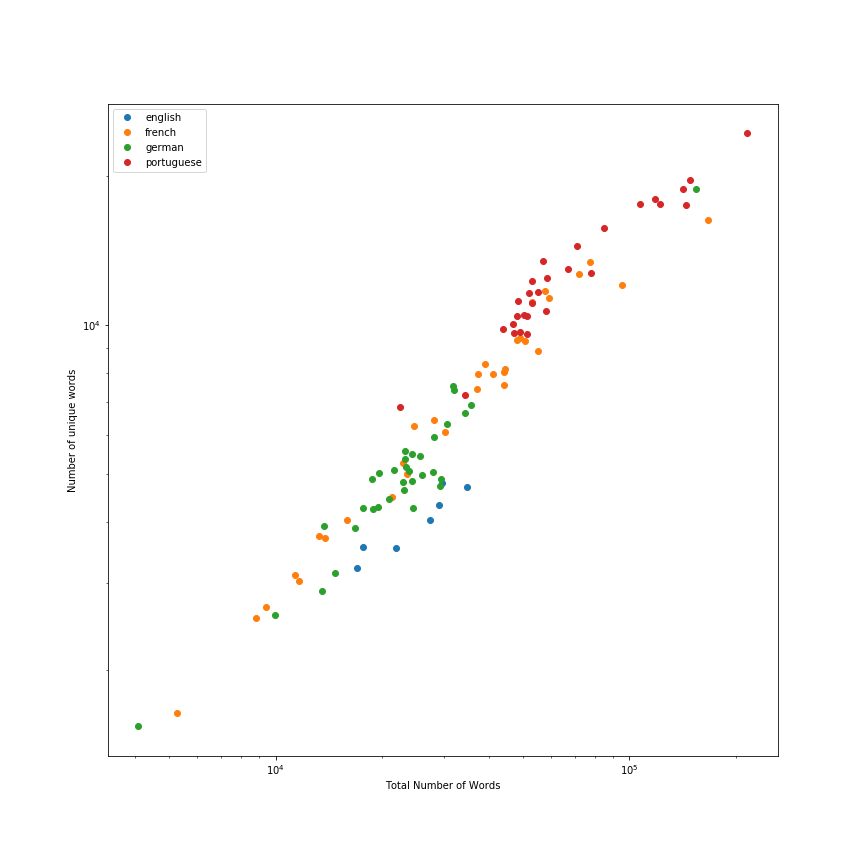 english
french
german
portuguese
10⁴
Number of unique words
10⁴
10⁵
Total Number of Words